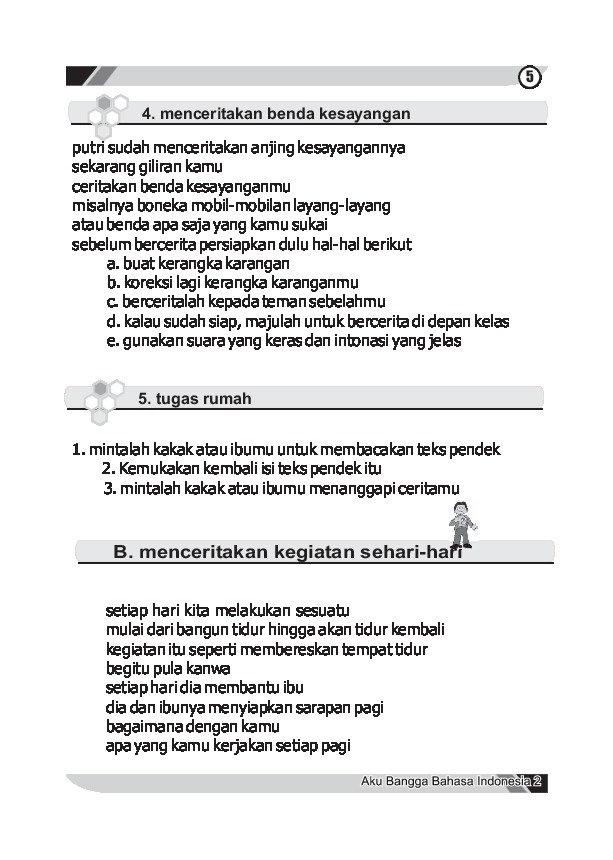 5
4. menceritakan benda kesayangan
putri sudah menceritakan anjing kesayangannya
sekarang giliran kamu
ceritakan benda kesayanganmu
misalnya boneka mobil-mobilan layang-layang
atau benda apa saja yang kamu sukai
sebelum bercerita persiapkan dulu hal-hal berikut
a. buat kerangka karangan
b. koreksi lagi kerangka karanganmu
c. berceritalah kepada teman sebelahmu
d. kalau sudah siap, majulah untuk bercerita di depan kelas
e. gunakan suara yang keras dan intonasi yang jelas
5. tugas rumah
1. mintalah kakak atau ibumu untuk membacakan teks pendek
2. Kemukakan kembali isi teks pendek itu
3. mintalah kakak atau ibumu menanggapi ceritamu
B. menceritakan kegiatan sehari-hari
setiap hari kita melakukan sesuatu
mulai dari bangun tidur hingga akan tidur kembali
kegiatan itu seperti membereskan tempat tidur
begitu pula kanwa
setiap hari dia membantu ibu
dia dan ibunya menyiapkan sarapan pagi
bagaimana dengan kamu
apa yang kamu kerjakan setiap pagi
Aku Bangga Bahasa Indonesia 2